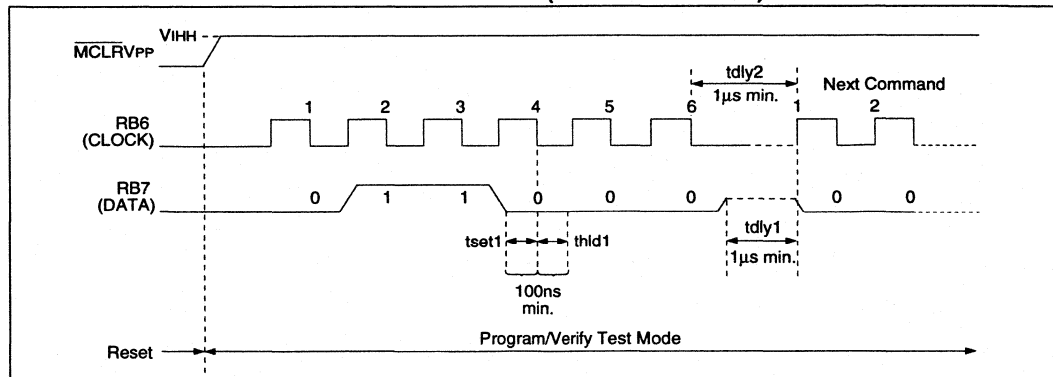 VIHH
MCLRVPP
tdly2
1µs min.
Next Command
1 2 3 4 5 6 1 2
RB6
(CLOCK)
RB7
(DATA)
0 1 1 0 0 0 0 0
tset1
thld1
tdly1
1µs min.
100ns
min.
Program/Verify Test Mode
Reset